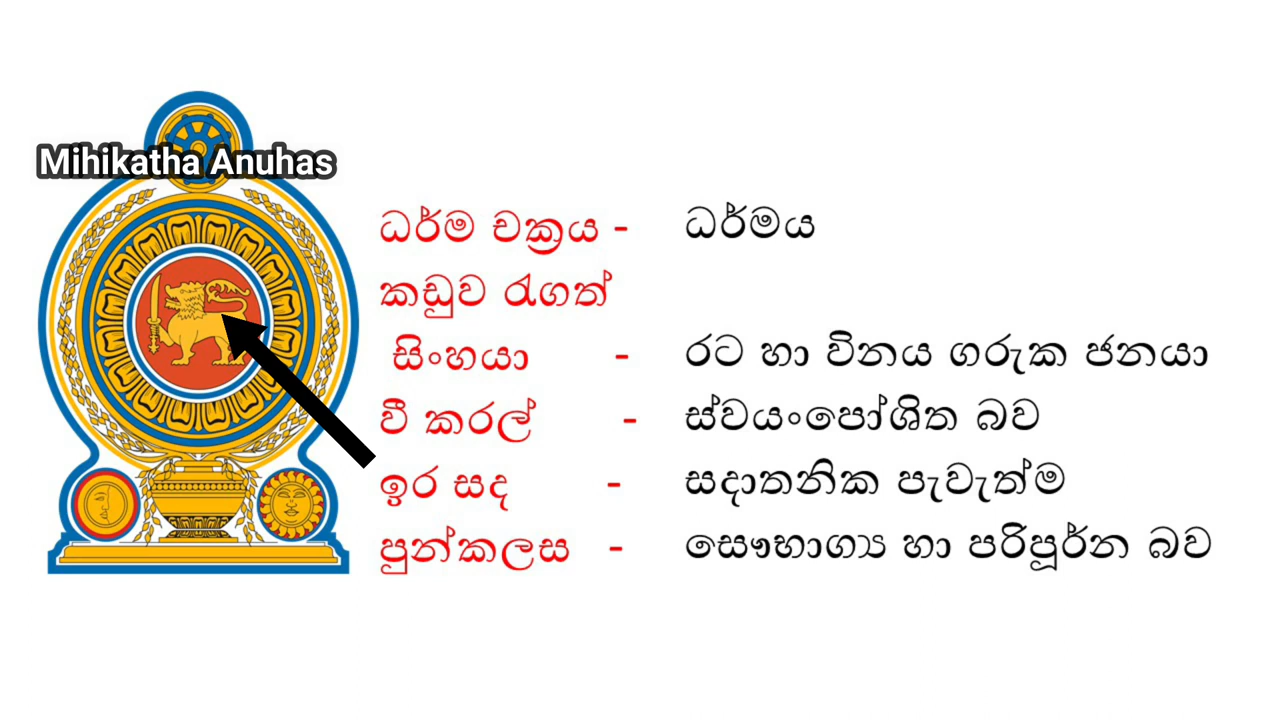 Mihikatha Anuhas
ධර්ම චක්‍රය - ධර්මය
කඩුව රැගත්
සිංහයා - රට හා විනය ගරුක ජනයා
වී කරල් - ස්වයංපෝශිත බව
ඉර සඳ - සදාතනික පැවැත්ම
පුන්කලස - සෞභාග්‍ය හා පරිපූර්න බව